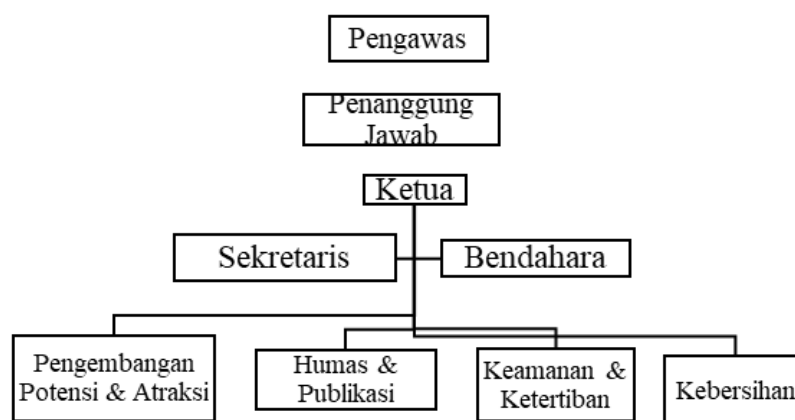 Pengawas
Penanggung
Jawab
Ketua
Sekretaris
Bendahara
Pengembangan
Potensi & Atraksi
Humas &
Publikasi
Keamanan &
Ketertiban
Kebersihan